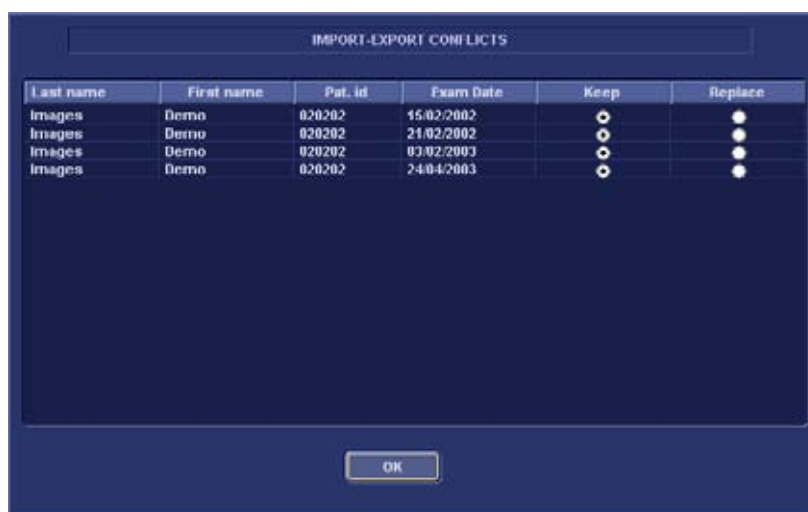 IMPORT-EXPORT CONFLICTS
Last name First name Pat. id Exam Date Keep Replace
Images Demo 020202 15/02/2002
Images Demo 020202 21/02/2002
Images Demo 020202 03/02/2003
Images Demo 020202 24/04/2003
OK